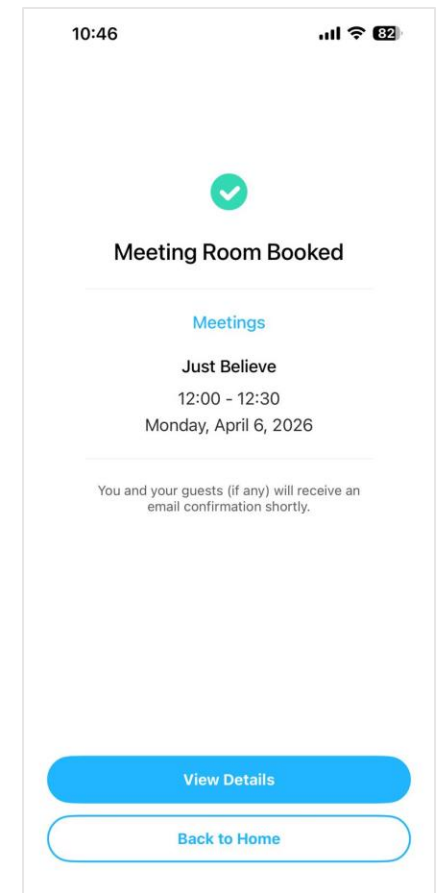 10:46
82
Meeting Room Booked
Meetings
Just Believe
12:00 - 12:30
Monday, April 6, 2026
You and your guests (if any) will receive an
email confirmation shortly.
View Details
Back to Home